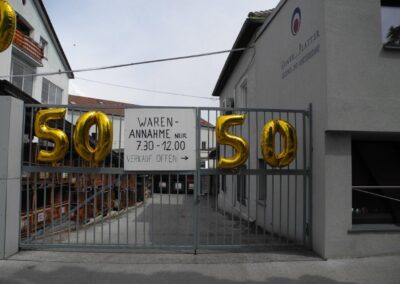 50
WAREN-
ANNAHME NUR
7.30 - 12.00
VERKAUF OFFEN →
50